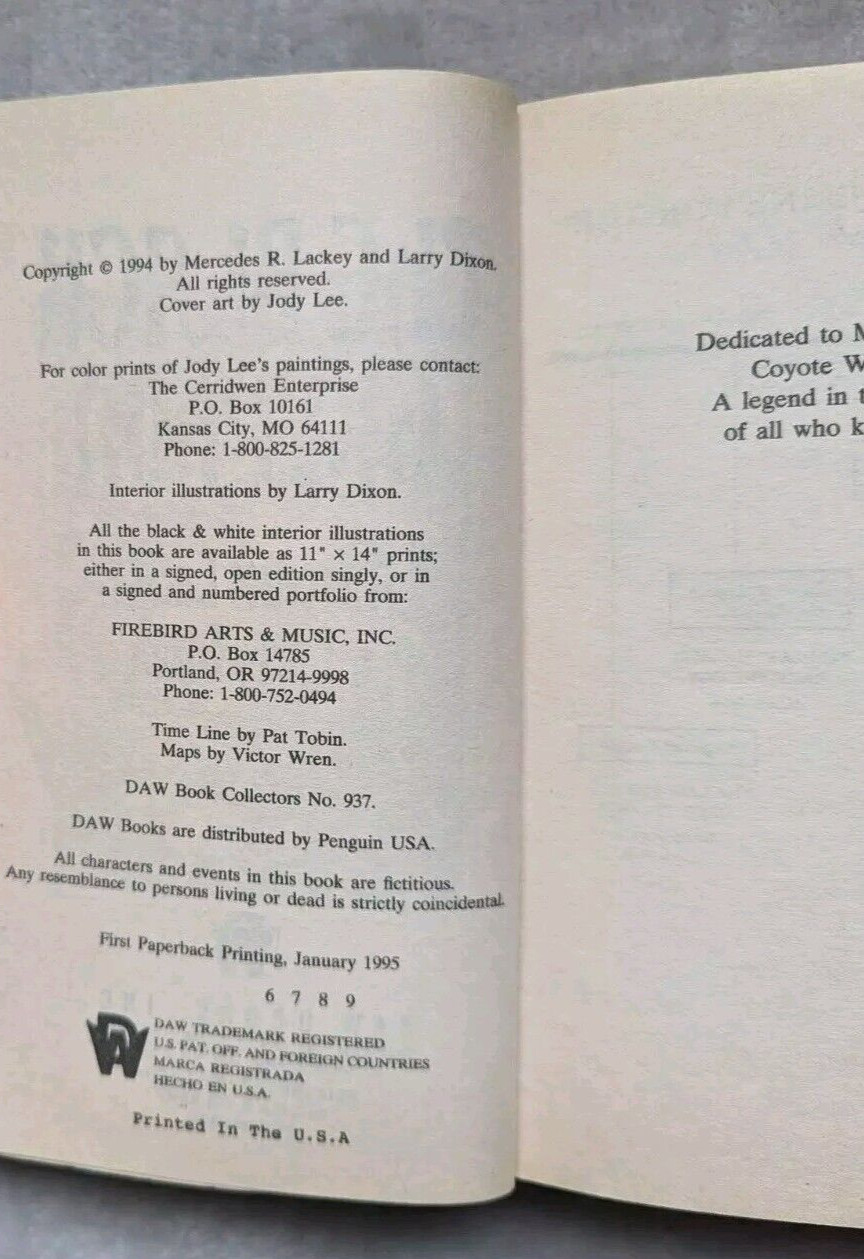 Copyright © 1994 by Mercedes R. Lackey and Larry Dixon.
All rights reserved.
Cover art by Jody Lee.
For color prints of Jody Lee's paintings, please contact:
The Cerridwen Enterprise
P.O. Box 10161
Kansas City, MO 64111
Phone: 1-800-825-1281
Interior illustrations by Larry Dixon.
All the black & white interior illustrations
in this book are available as 11" × 14" prints;
either in a signed, open edition singly, or in
a signed and numbered portfolio from:
FIREBIRD ARTS & MUSIC, INC.
P.O. Box 14785
Portland, OR 97214-9998
Phone: 1-800-752-0494
Time Line by Pat Tobin.
Maps by Victor Wren.
DAW Book Collectors No. 937.
DAW Books are distributed by Penguin USA.
All characters and events in this book are fictitious.
Any resemblance to persons living or dead is strictly coincidental.
First Paperback Printing, January 1995
6 7 8 9
DAW
DAW TRADEMARK REGISTERED
U.S. PAT. OFF. AND FOREIGN COUNTRIES
MARCA REGISTRADA
HECHO EN U.S.A.
Printed In The U.S.A
Dedicated to M
Coyote W
A legend in t
of all who k